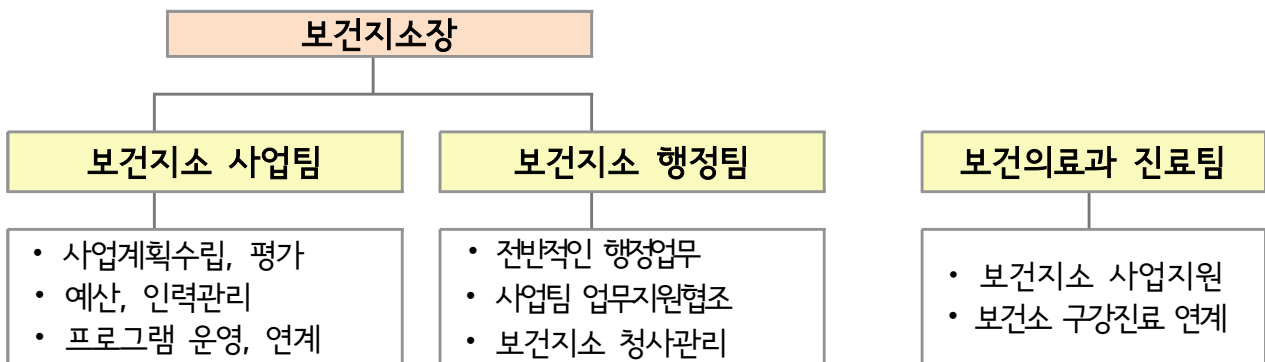 보건지소장
보건지소 사업팀
보건지소 행정팀
보건의료과 진료팀
• 사업계획수립, 평가
• 예산, 인력관리
• 프로그램 운영, 연계
• 전반적인 행정업무
• 사업팀 업무지원협조
• 보건지소 청사관리
• 보건지소 사업지원
• 보건소 구강진료 연계